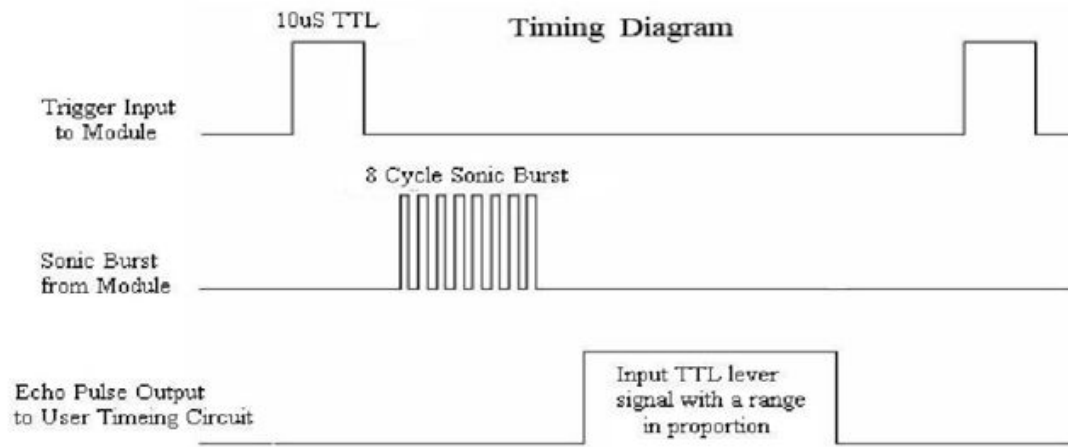 10uS TTL
Timing Diagram
Trigger Input
to Module
8 Cycle Sonic Burst
Sonic Burst
from Module
Echo Pulse Output
to User Timeing Circuit
Input TTL lever
signal with a range
in proportion